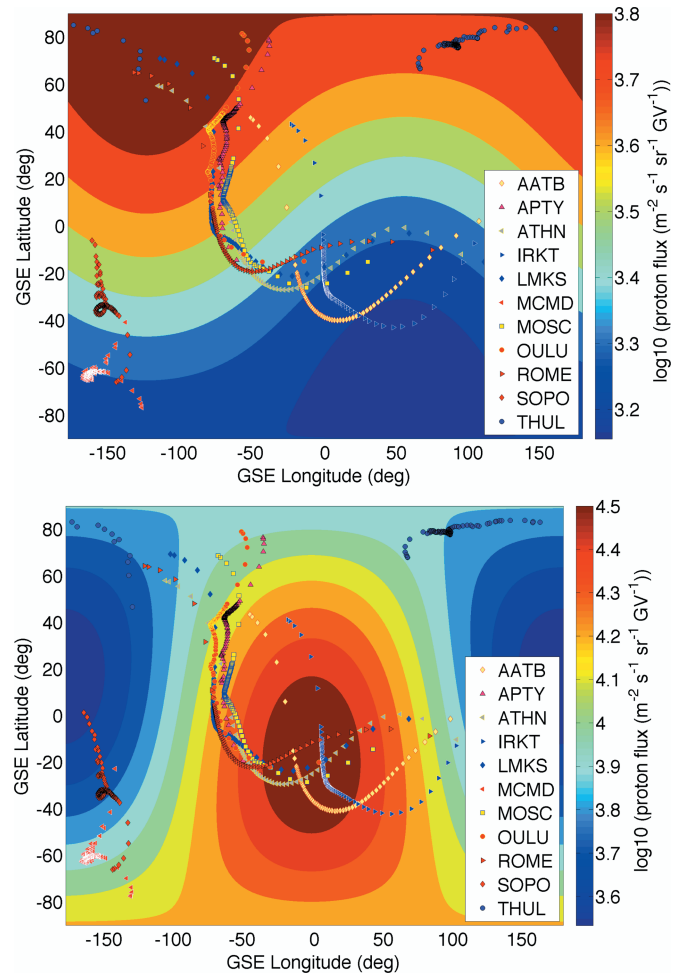 80
60
40
20
0
-20
-40
-60
-80
GSE Latitude (deg)
-150
-100
-50
0
50
100
150
GSE Longitude (deg)
AATB
APTY
ATHN
IRKT
LMKS
MCMD
MOSC
OULU
ROME
SOPO
THUL
3.8
3.7
3.6
3.5
3.4
3.3
3.2
log10 (proton flux (m⁻² s⁻¹ sr⁻¹ GV⁻¹))
80
60
40
20
0
-20
-40
-60
-80
GSE Latitude (deg)
-150
-100
-50
0
50
100
150
GSE Longitude (deg)
AATB
APTY
ATHN
IRKT
LMKS
MCMD
MOSC
OULU
ROME
SOPO
THUL
4.5
4.4
4.3
4.2
4.1
4
3.9
3.8
3.7
3.6
log10 (proton flux (m⁻² s⁻¹ sr⁻¹ GV⁻¹))